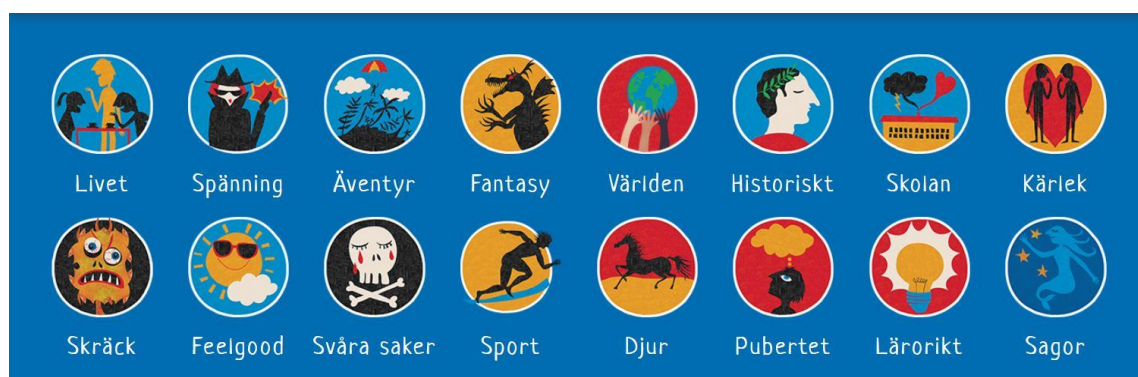 Livet Spänning Äventyr Fantasy Världen Historiskt Skolan Kärlek
Skräck Feelgood Svåra saker Sport Djur Pubertet Lärorikt Sagor